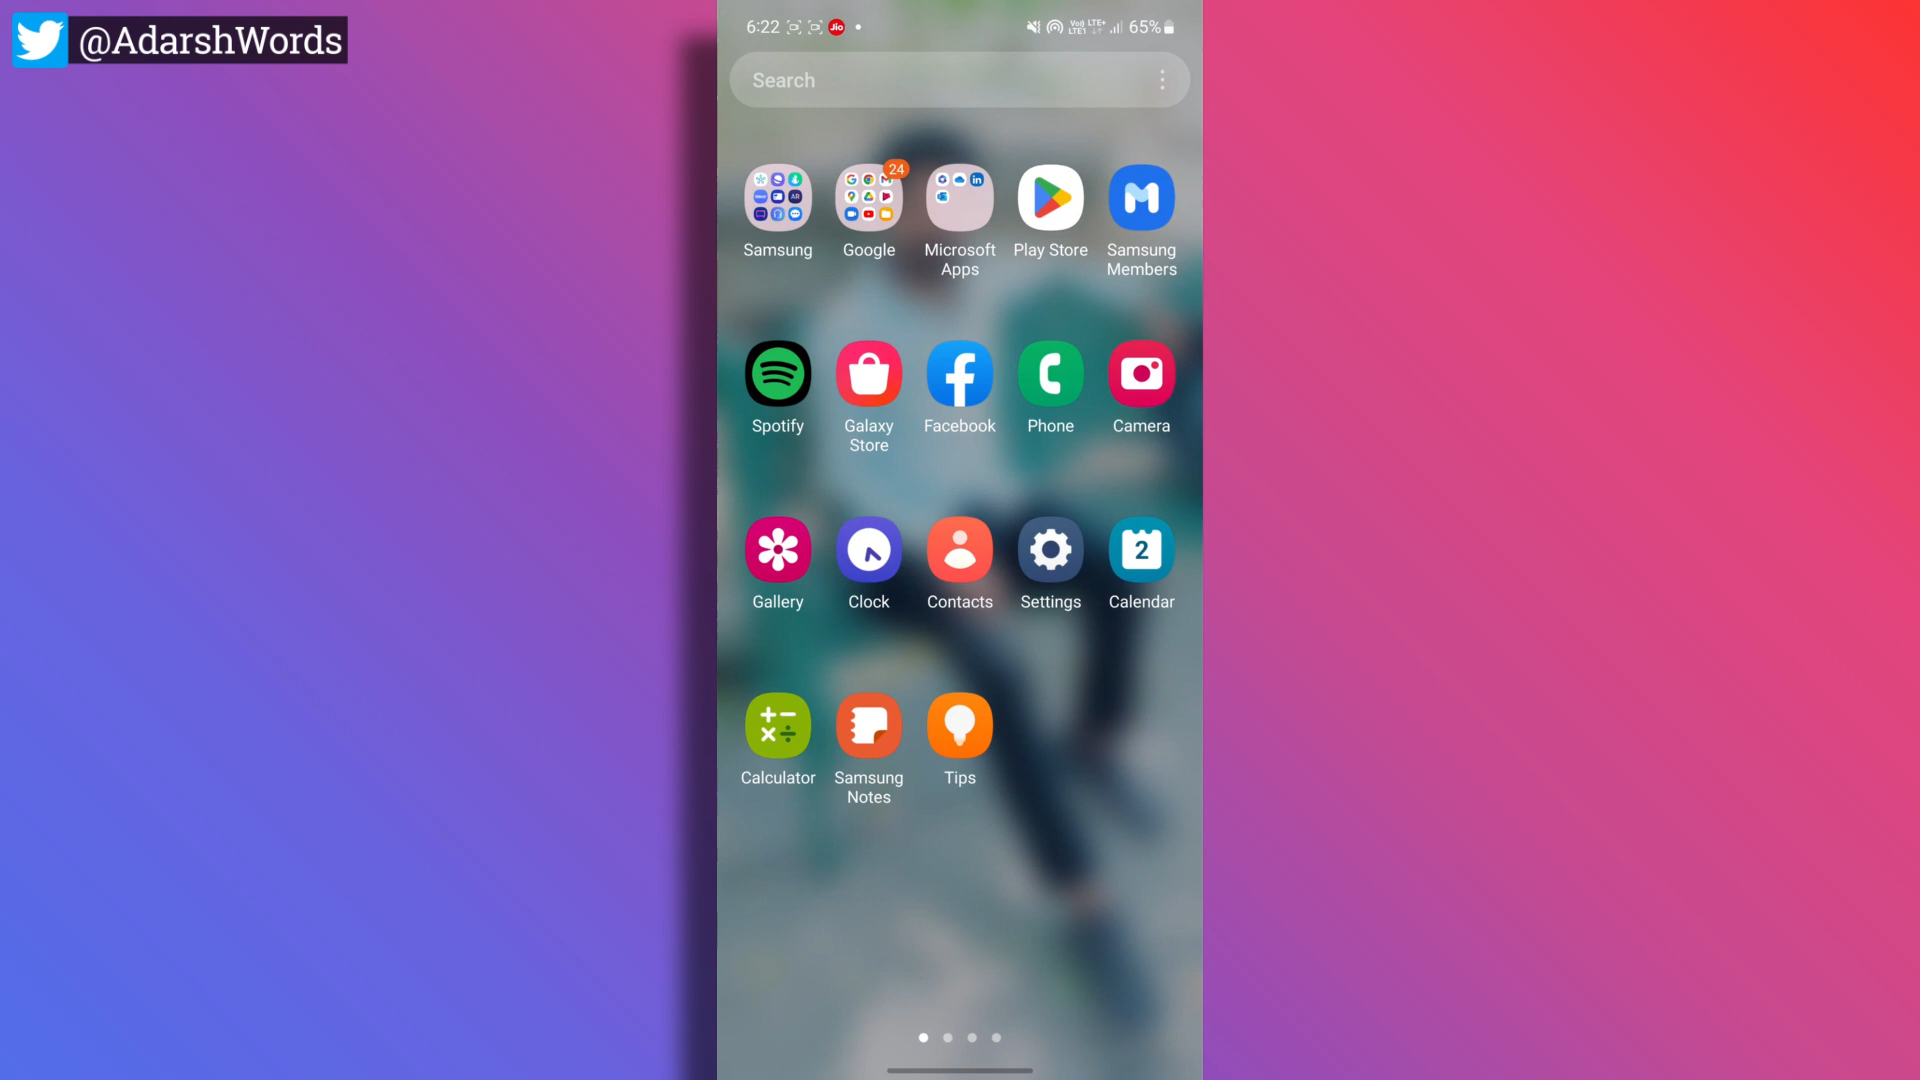 @AdarshWords
6:22 Jio 65%
Search
24
Samsung Google Microsoft Apps Play Store Samsung Members
Spotify Galaxy Store Facebook Phone Camera
2
Gallery Clock Contacts Settings Calendar
Calculator Samsung Notes Tips